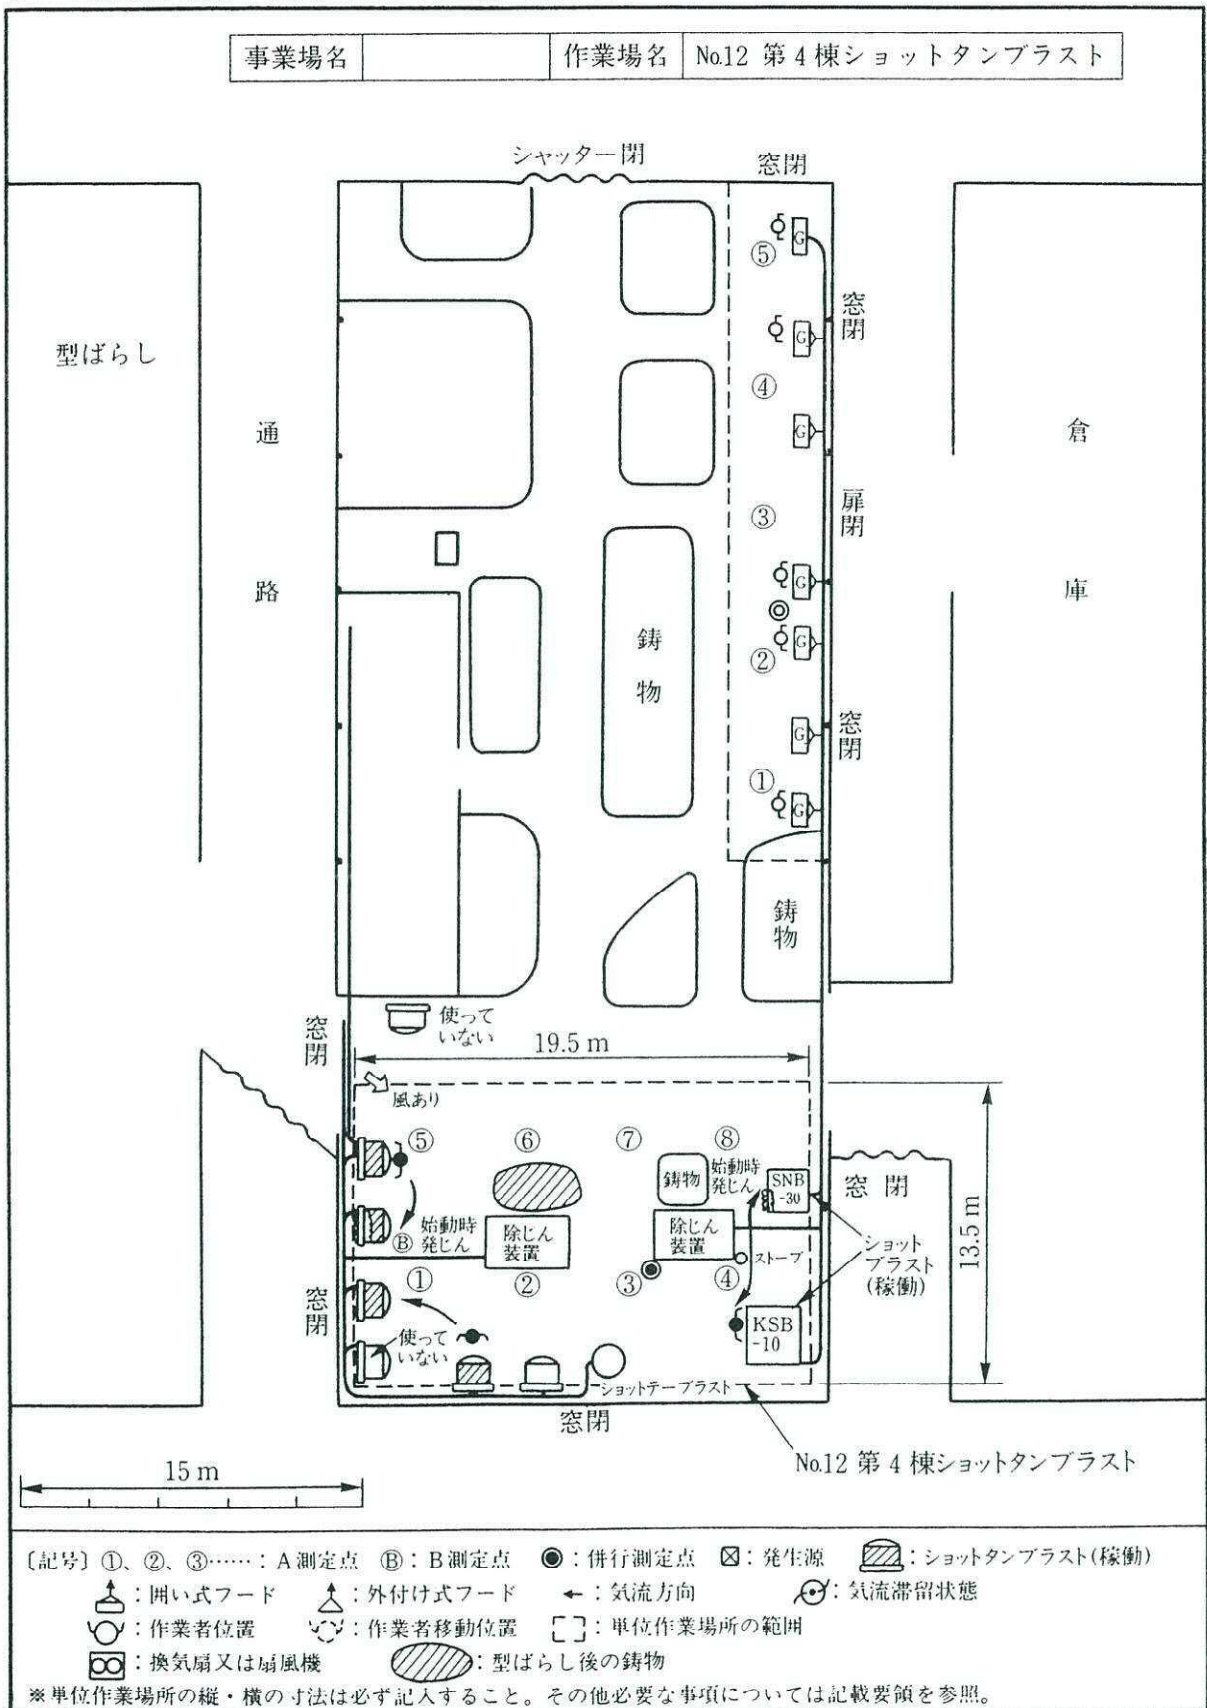 事業場名 作業場名 No.12 第4棟ショットタンブラスト
シャッター閉
窓閉
型ばらし
通路
倉庫
G
⑤
窓閉
G
④
G
扉閉
③
G
◎
G
②
鋳物
G
窓閉
①
G
鋳物
使って
いない
窓閉
19.5 m
風あり
⑤
⑥
⑦
⑧
鋳物
始動時
発じん
SNB
-30
窓閉
13.5 m
Ⓑ
始動時
発じん
除じん
装置
除じん
装置
ストーブ
ショット
ブラスト
(稼働)
①
②
③
④
窓閉
使って
いない
KSB
-10
ショットテーブラスト
窓閉
No.12 第4棟ショットタンブラスト
15 m
〔記号〕①、②、③……：A測定点 Ⓑ：B測定点 ◉：併行測定点 ⊠：発生源 ：ショットタンブラスト(稼働)
：囲い式フード ：外付け式フード ←：気流方向 ：気流滞留状態
：作業者位置 ：作業者移動位置 ：単位作業場所の範囲
：換気扇又は扇風機 ：型ばらし後の鋳物
※単位作業場所の縦・横の寸法は必ず記入すること。その他必要な事項については記載要領を参照。